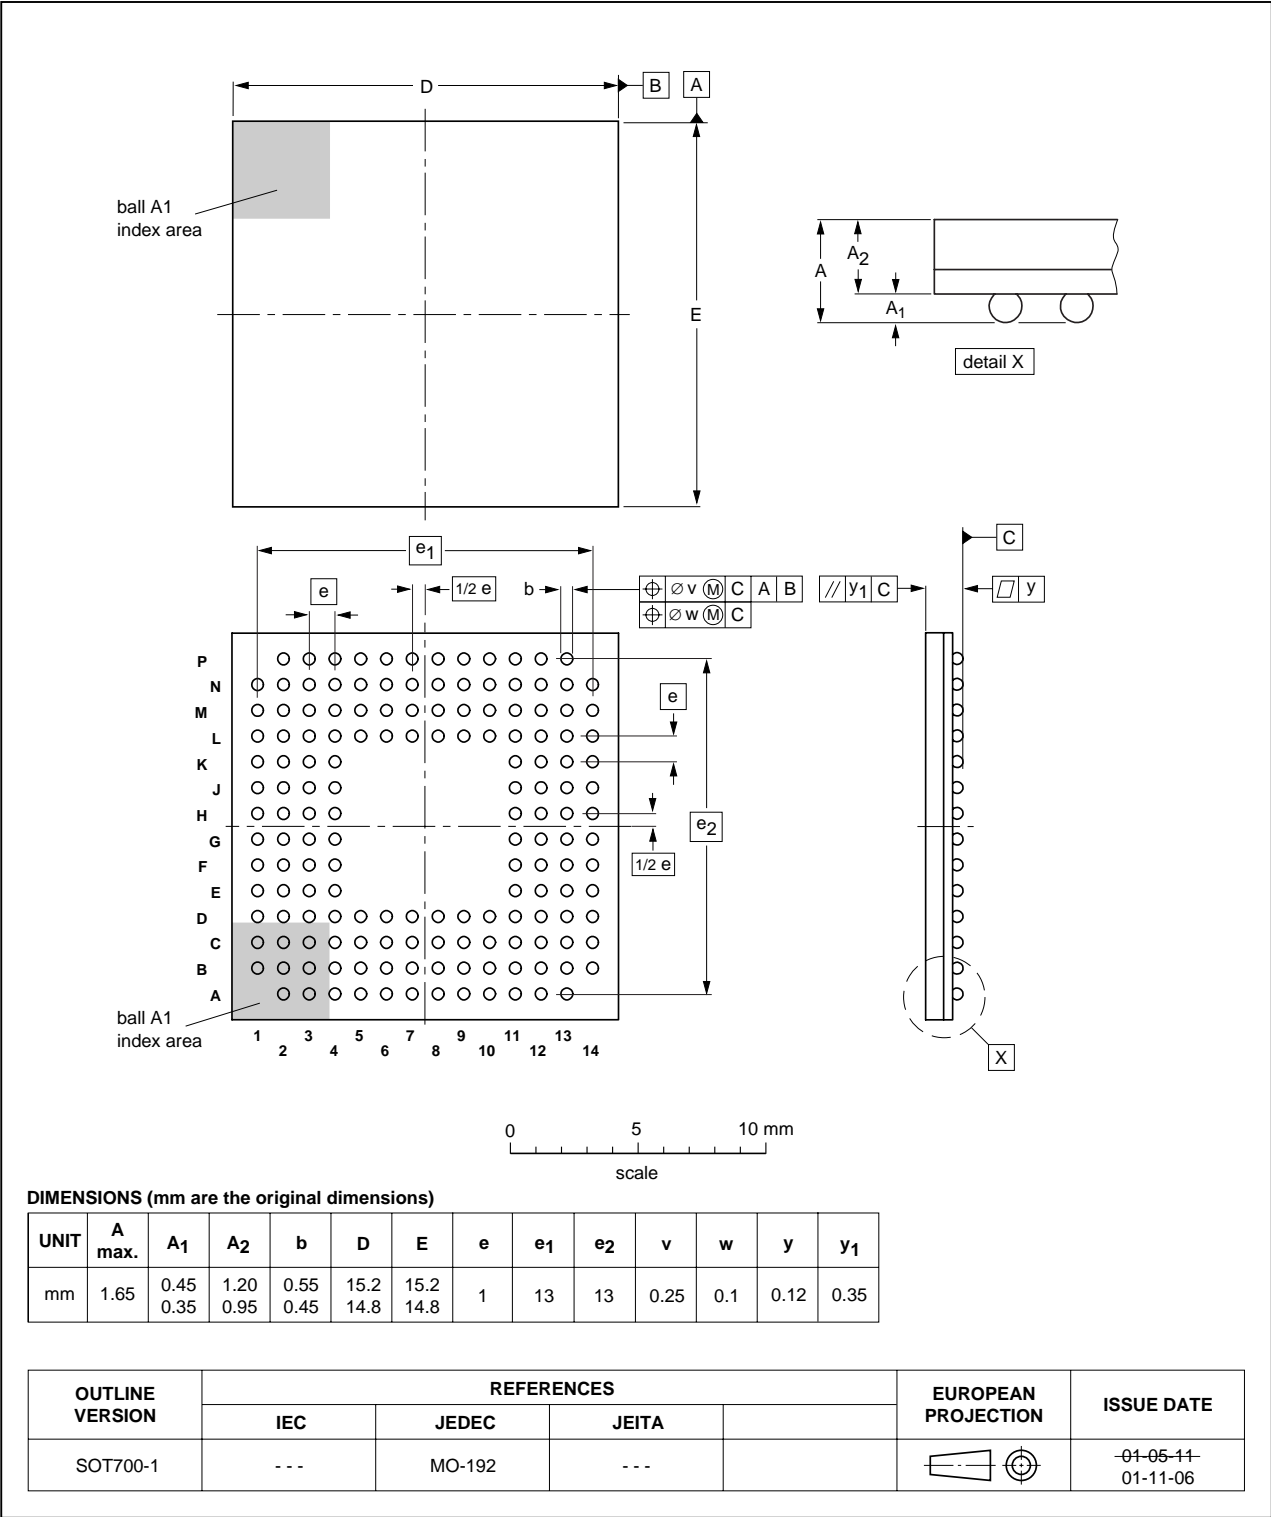 D
B
A
ball A1
index area
E
A
A2
A1
detail X
e1
e
1/2 e
b
⌖ ⌀ v Ⓜ C A B
⌖ ⌀ w Ⓜ C
// y1 C
C
⏥ y
P
N
M
L
K
J
H
G
F
E
D
C
B
A
e
e2
1/2 e
ball A1
index area
1 3 5 7 9 11 13
2 4 6 8 10 12 14
X
0 5 10 mm
scale
DIMENSIONS (mm are the original dimensions)
UNIT A max. A1 A2 b D E e e1 e2 v w y y1
mm 1.65 0.45 0.35 1.20 0.95 0.55 0.45 15.2 14.8 15.2 14.8 1 13 13 0.25 0.1 0.12 0.35
OUTLINE VERSION REFERENCES EUROPEAN PROJECTION ISSUE DATE
IEC JEDEC JEITA
SOT700-1 - - - MO-192 - - - 01-05-11
01-11-06